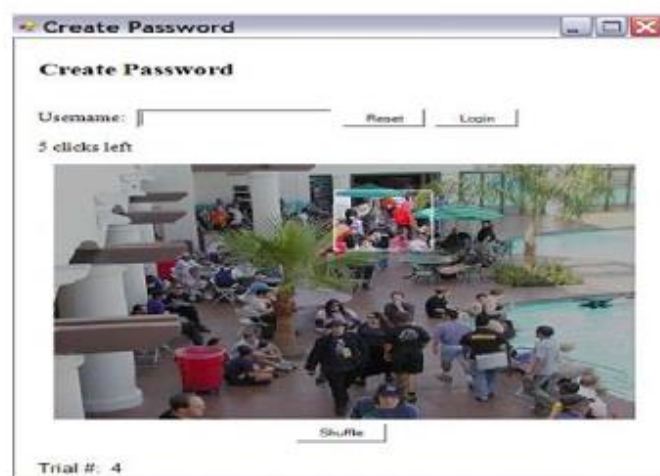 Create Password
Create Password
Username: Reset Login
5 clicks left
Shuffle
Trial #: 4